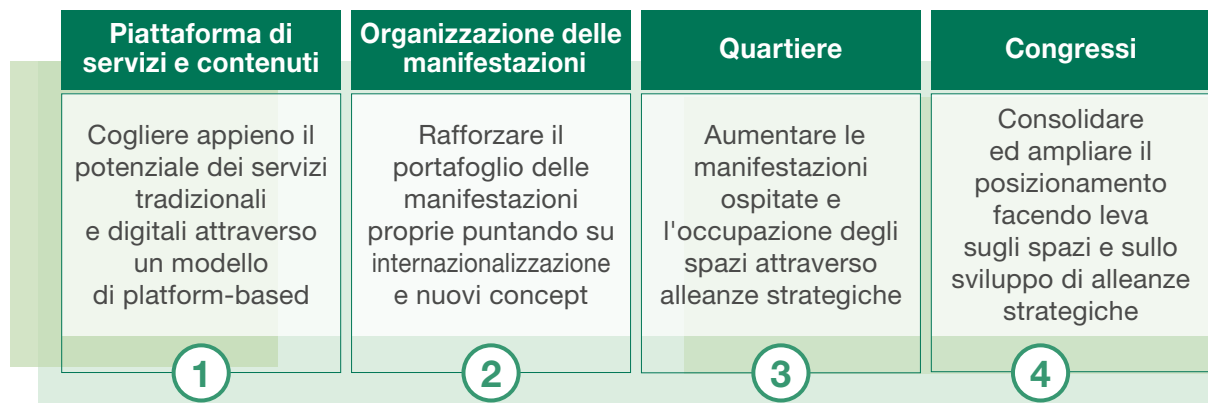 Piattaforma di
servizi e contenuti
Cogliere appieno il
potenziale dei servizi
tradizionali
e digitali attraverso
un modello
di platform-based
1
Organizzazione delle
manifestazioni
Rafforzare il
portafoglio delle
manifestazioni
proprie puntando su
internazionalizzazione
e nuovi concept
2
Quartiere
Aumentare le
manifestazioni
ospitate e
l'occupazione degli
spazi attraverso
alleanze strategiche
3
Congressi
Consolidare
ed ampliare il
posizionamento
facendo leva
sugli spazi e sullo
sviluppo di alleanze
strategiche
4